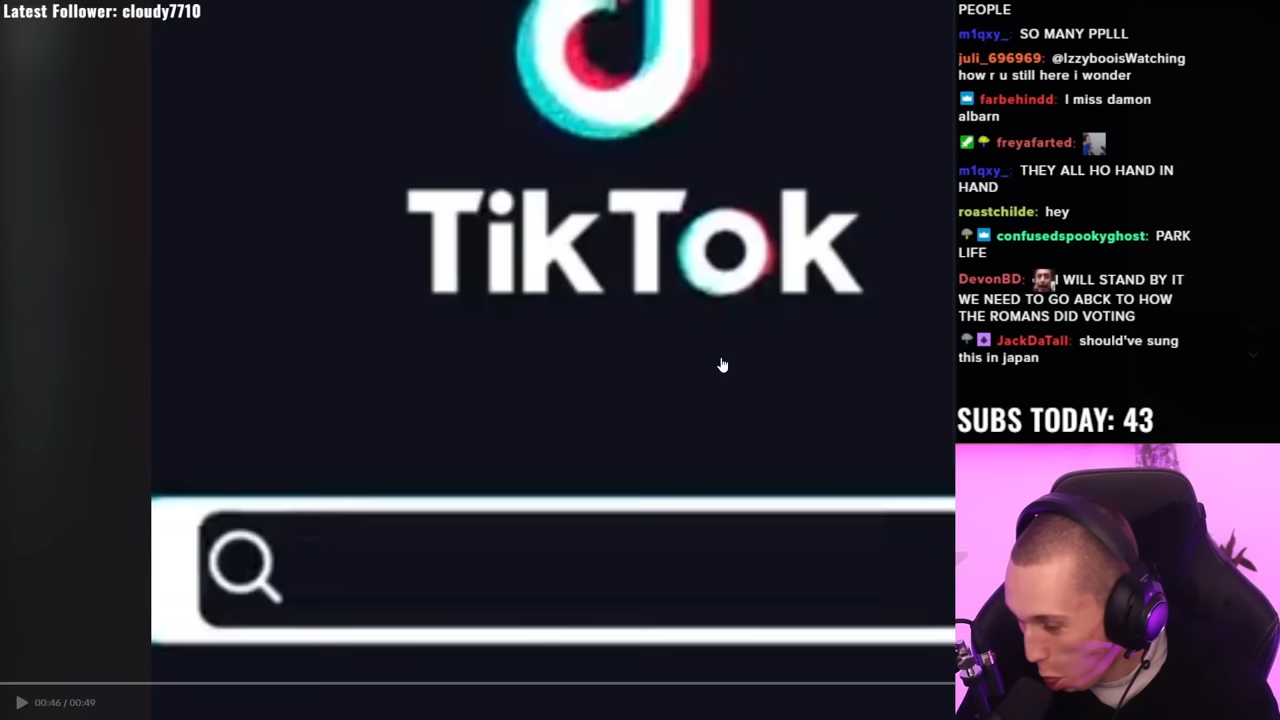 Latest Follower: cloudy7710
TikTok
00:46 / 00:49
PEOPLE
m1qxy_: SO MANY PPLLL
juli_696969: @IzzybooisWatching
how r u still here i wonder
farbehindd: I miss damon
albarn
freyafarted:
m1qxy_: THEY ALL HO HAND IN
HAND
roastchilde: hey
confusedspookyghost: PARK
LIFE
DevonBD: I WILL STAND BY IT
WE NEED TO GO ABCK TO HOW
THE ROMANS DID VOTING
JackDaTall: should've sung
this in japan
SUBS TODAY: 43